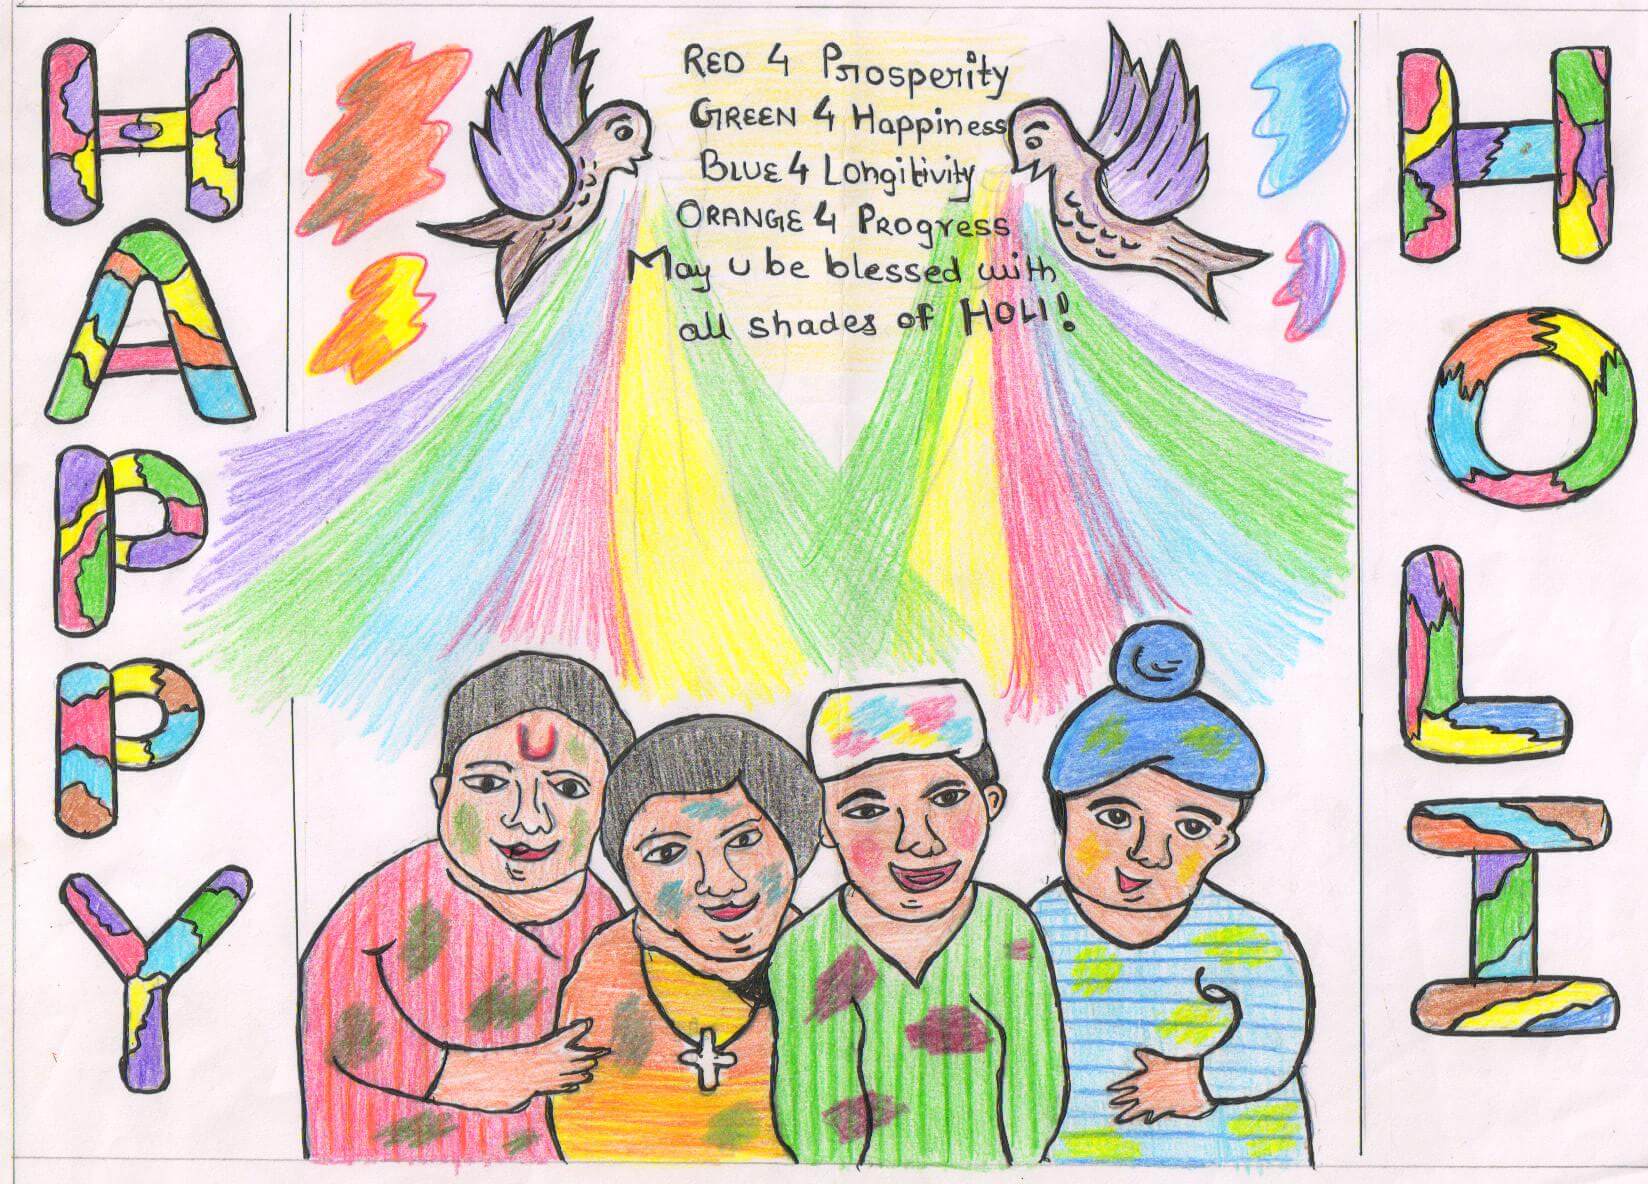 HAPPY
RED 4 Prosperity
GREEN 4 Happiness
BLUE 4 Longitivity
ORANGE 4 PROgress
May u be blessed with
all shades of HOLI!
HOLI